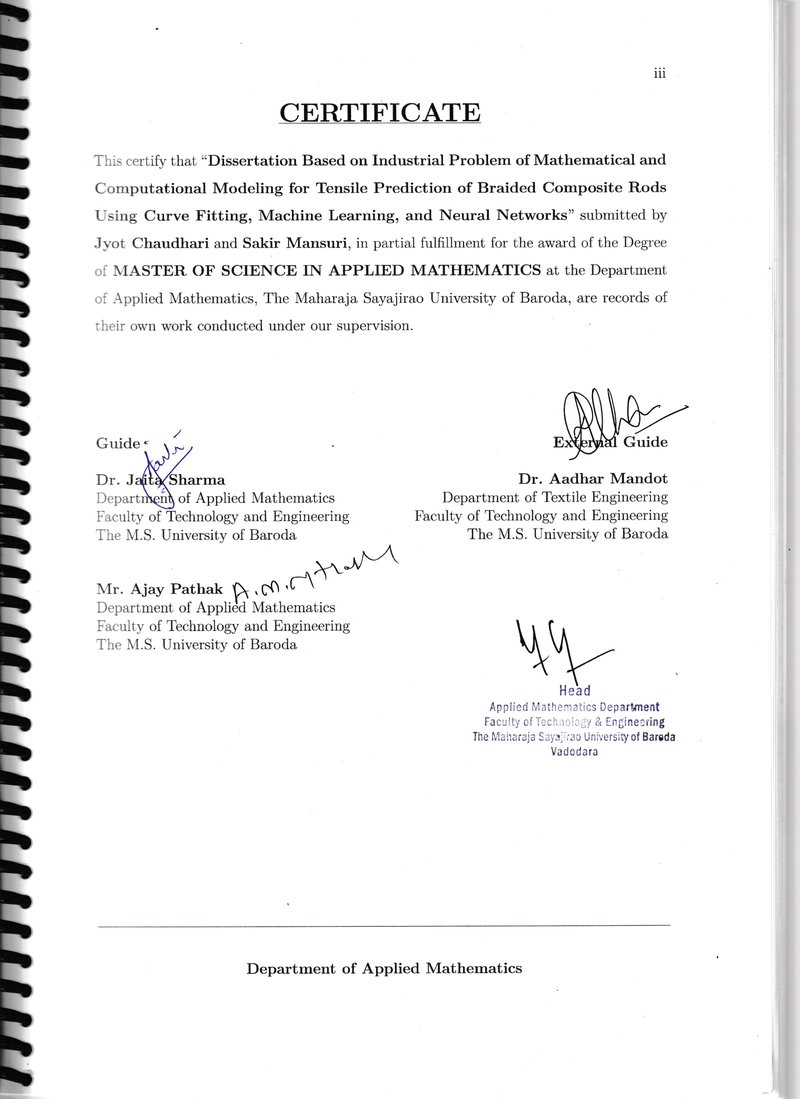 iii
CERTIFICATE
This certify that “Dissertation Based on Industrial Problem of Mathematical and
Computational Modeling for Tensile Prediction of Braided Composite Rods
Using Curve Fitting, Machine Learning, and Neural Networks” submitted by
Jyot Chaudhari and Sakir Mansuri, in partial fulfillment for the award of the Degree
of MASTER OF SCIENCE IN APPLIED MATHEMATICS at the Department
of Applied Mathematics, The Maharaja Sayajirao University of Baroda, are records of
their own work conducted under our supervision.
Guide
Dr. Jaita Sharma
Department of Applied Mathematics
Faculty of Technology and Engineering
The M.S. University of Baroda
External Guide
Dr. Aadhar Mandot
Department of Textile Engineering
Faculty of Technology and Engineering
The M.S. University of Baroda
Mr. Ajay Pathak
Department of Applied Mathematics
Faculty of Technology and Engineering
The M.S. University of Baroda
Head
Applied Mathematics Department
Faculty of Technology & Engineering
The Maharaja Sayajirao University of Baroda
Vadodara
Department of Applied Mathematics